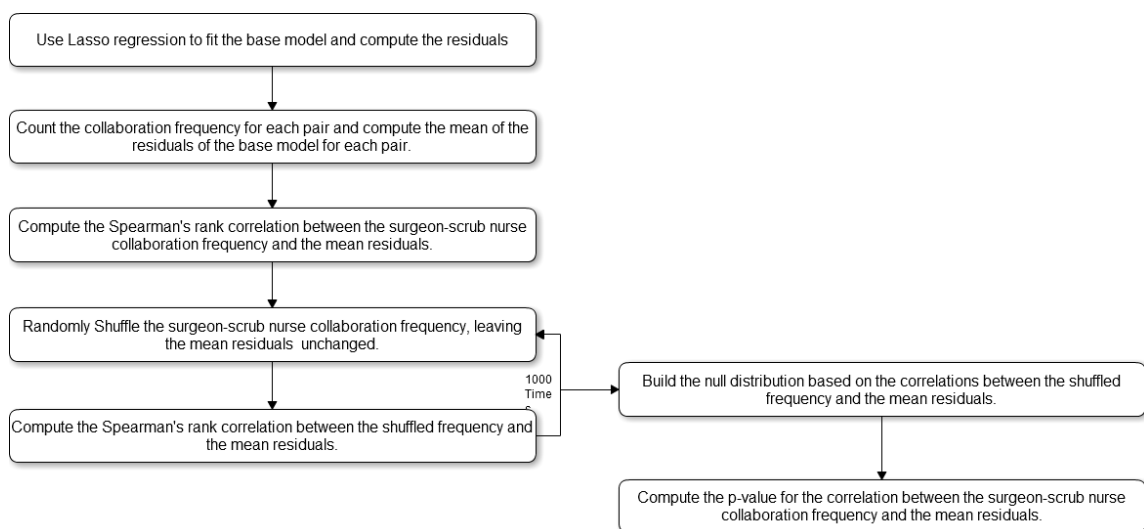 Use Lasso regression to fit the base model and compute the residuals
Count the collaboration frequency for each pair and compute the mean of the
residuals of the base model for each pair.
Compute the Spearman's rank correlation between the surgeon-scrub nurse
collaboration frequency and the mean residuals.
Randomly Shuffle the surgeon-scrub nurse collaboration frequency, leaving
the mean residuals unchanged.
1000
Time
Compute the Spearman's rank correlation between the shuffled frequency and
the mean residuals.
Build the null distribution based on the correlations between the shuffled
frequency and the mean residuals.
Compute the p-value for the correlation between the surgeon-scrub nurse
collaboration frequency and the mean residuals.